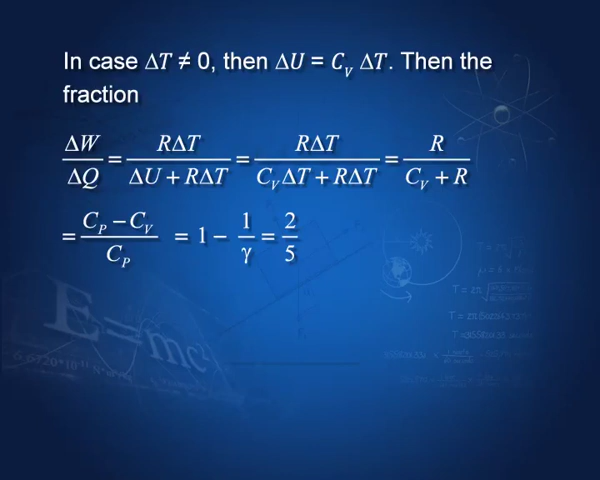 In case ΔT ≠ 0, then ΔU = C_V ΔT. Then the
fraction
ΔW/ΔQ = RΔT/(ΔU + RΔT) = RΔT/(C_VΔT + RΔT) = R/(C_V + R)
= (C_P − C_V)/C_P = 1 − 1/γ = 2/5
E=mc²